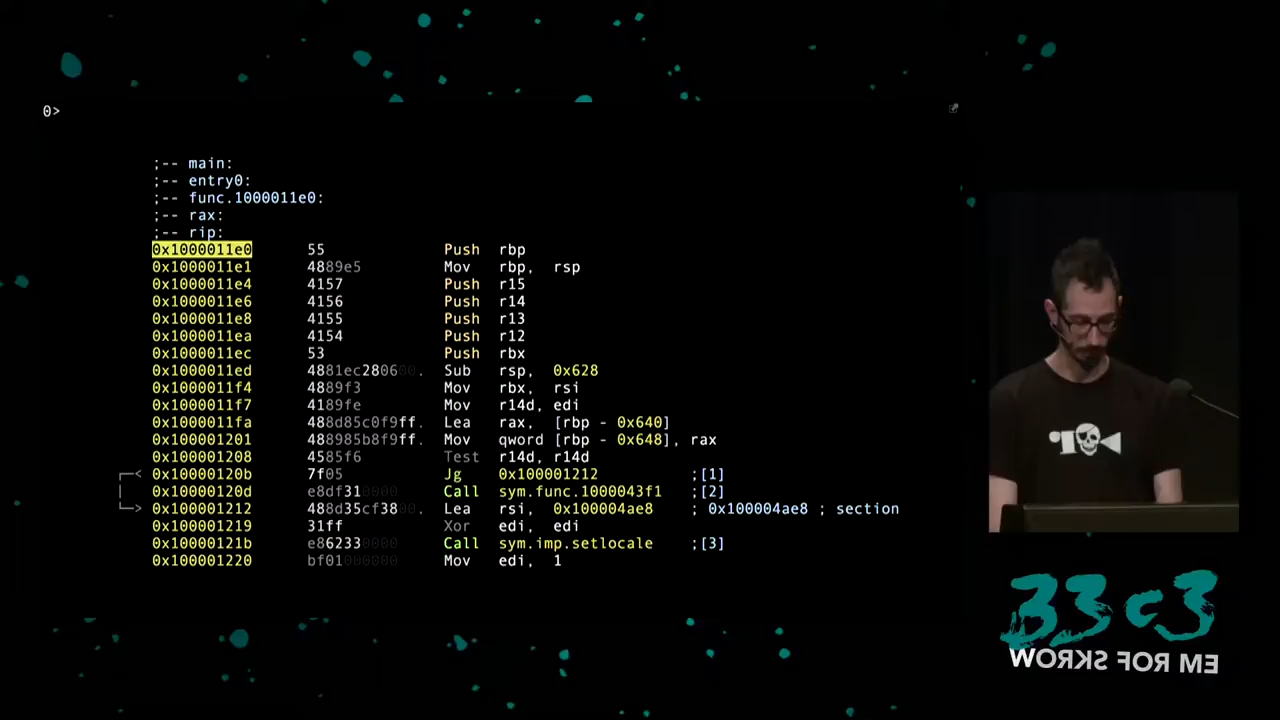 0>
;-- main:
;-- entry0:
;-- func.1000011e0:
;-- rax:
;-- rip:
0x1000011e0 55 Push rbp
0x1000011e1 4889e5 Mov rbp, rsp
0x1000011e4 4157 Push r15
0x1000011e6 4156 Push r14
0x1000011e8 4155 Push r13
0x1000011ea 4154 Push r12
0x1000011ec 53 Push rbx
0x1000011ed 4881ec280600. Sub rsp, 0x628
0x1000011f4 4889f3 Mov rbx, rsi
0x1000011f7 4189fe Mov r14d, edi
0x1000011fa 488d85c0f9ff. Lea rax, [rbp - 0x640]
0x100001201 488985b8f9ff. Mov qword [rbp - 0x648], rax
0x100001208 4585f6 Test r14d, r14d
0x10000120b 7f05 Jg 0x100001212 ;[1]
0x10000120d e8df310000 Call sym.func.1000043f1 ;[2]
0x100001212 488d35cf3800. Lea rsi, 0x100004ae8 ; 0x100004ae8 ; section
0x100001219 31ff Xor edi, edi
0x10000121b e862330000 Call sym.imp.setlocale ;[3]
0x100001220 bf01000000 Mov edi, 1
33c3
WORKS FOR ME